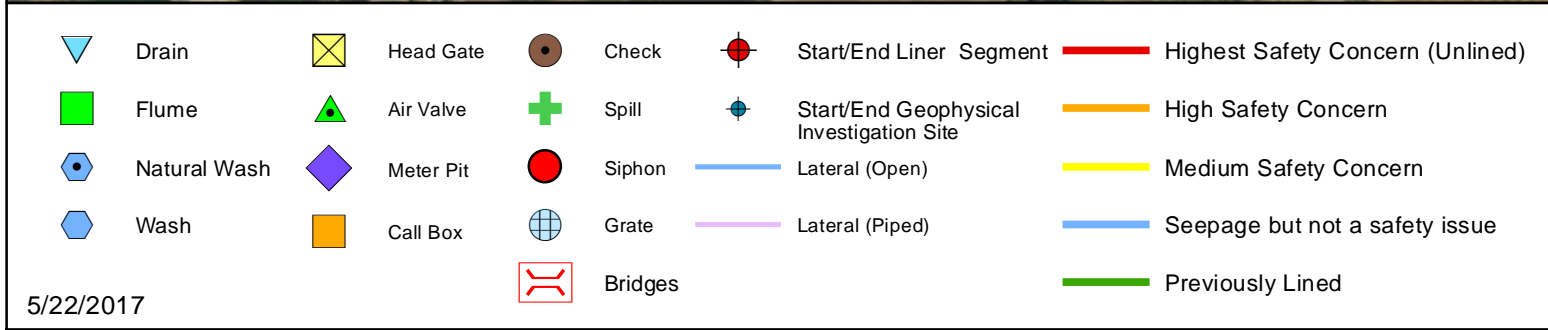 Drain
Flume
Natural Wash
Wash
Head Gate
Air Valve
Meter Pit
Call Box
Check
Spill
Siphon
Grate
Bridges
Start/End Liner Segment
Start/End Geophysical
Investigation Site
Lateral (Open)
Lateral (Piped)
Highest Safety Concern (Unlined)
High Safety Concern
Medium Safety Concern
Seepage but not a safety issue
Previously Lined
5/22/2017